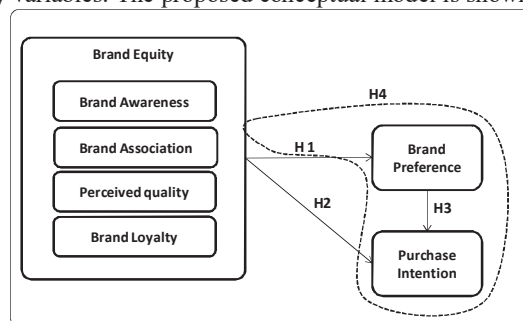 variables. The proposed conceptual model is shown
Brand Equity
Brand Awareness
Brand Association
Perceived quality
Brand Loyalty
H4
H 1
H2
Brand
Preference
H3
Purchase
Intention